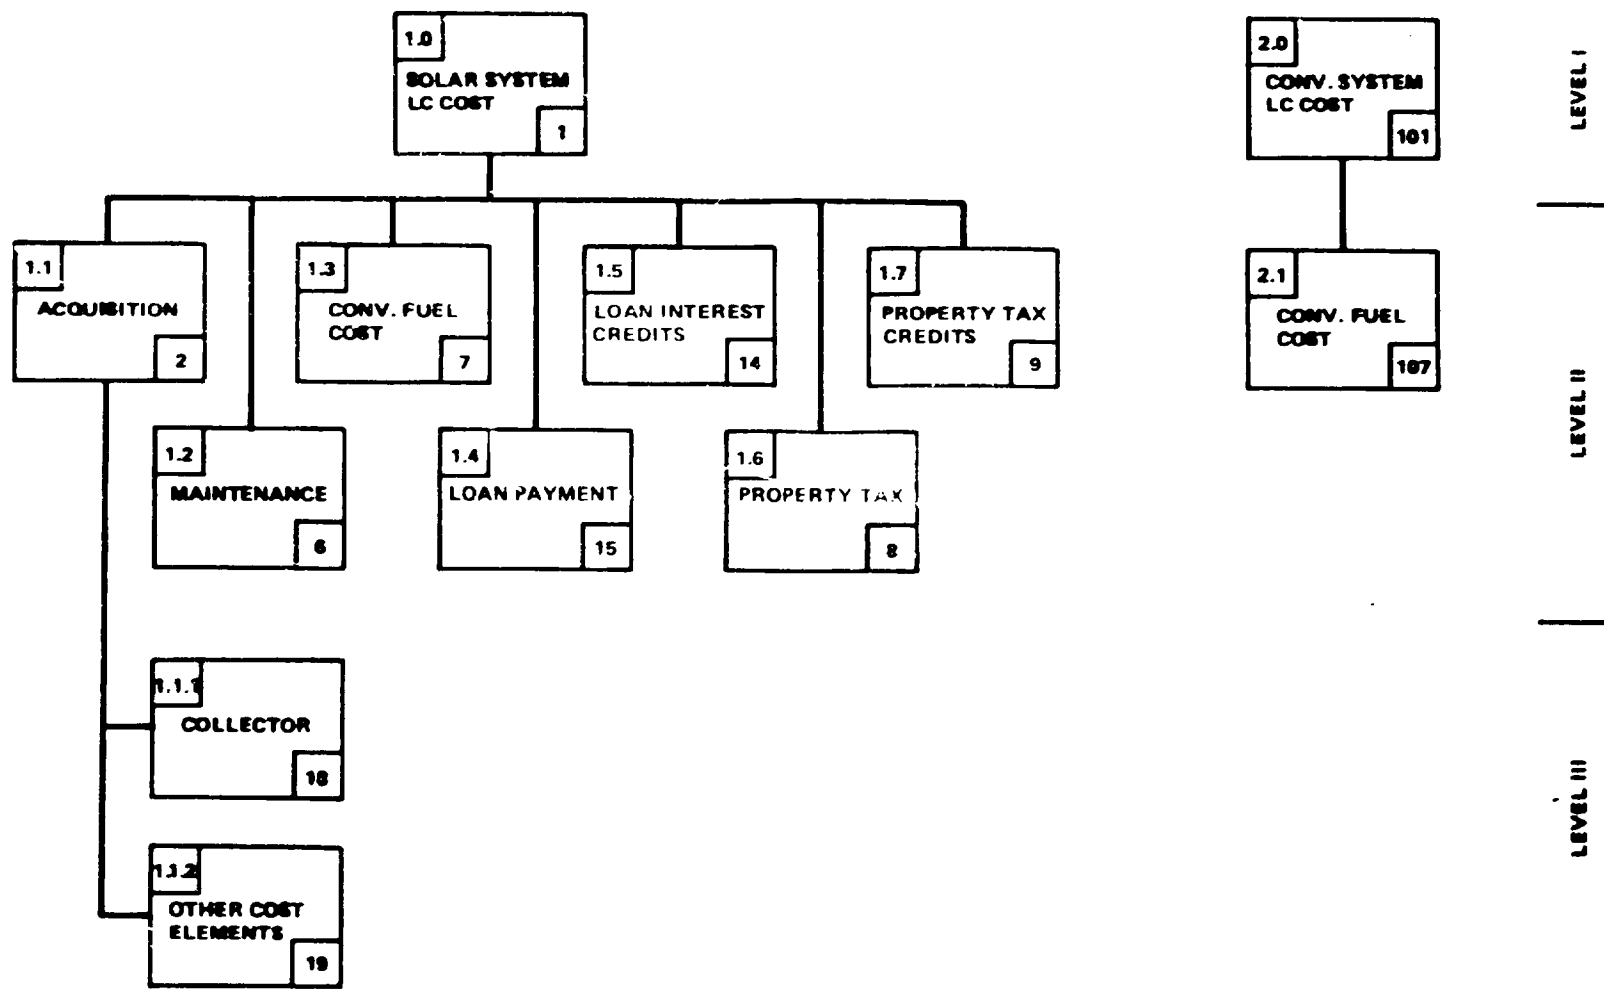 1.0
SOLAR SYSTEM
LC COST
1
2.0
CONV. SYSTEM
LC COST
101
LEVEL I
1.1
ACQUISITION
2
1.3
CONV. FUEL
COST
7
1.5
LOAN INTEREST
CREDITS
14
1.7
PROPERTY TAX
CREDITS
9
2.1
CONV. FUEL
COST
107
LEVEL II
1.2
MAINTENANCE
6
1.4
LOAN PAYMENT
15
1.6
PROPERTY TAX
8
1.1.1
COLLECTOR
18
LEVEL III
1.1.2
OTHER COST
ELEMENTS
19